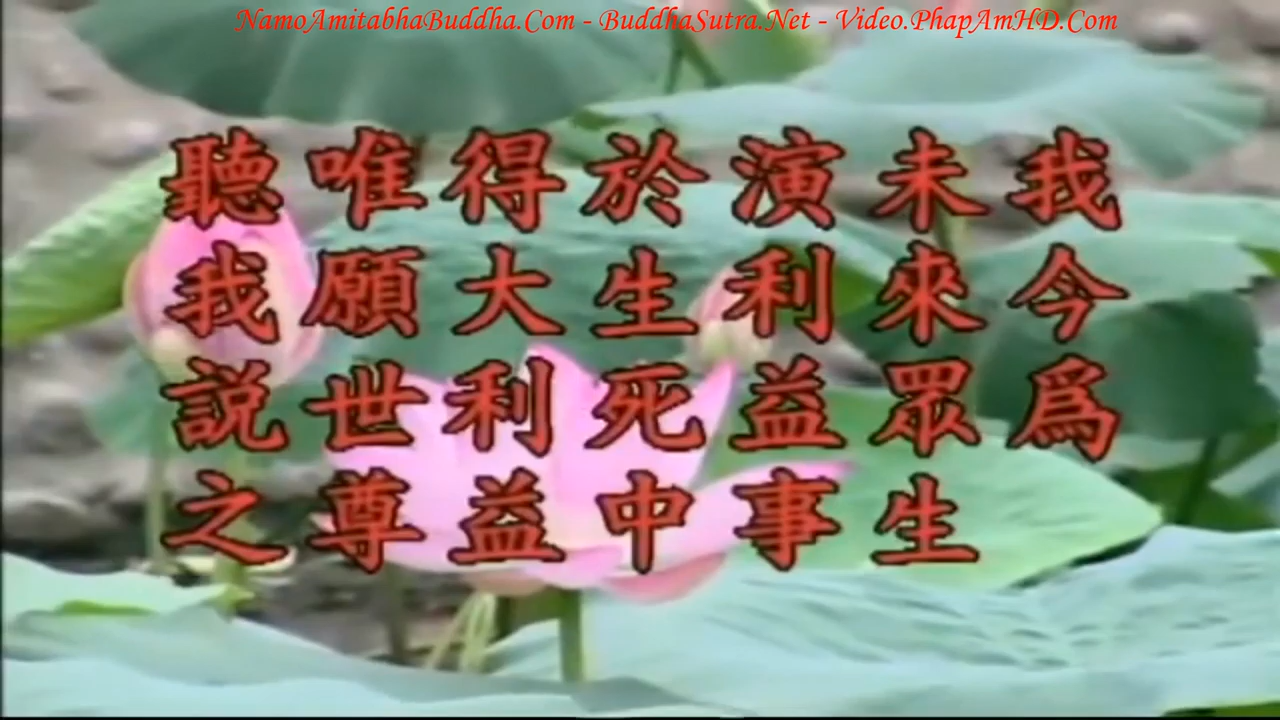 NamoAmitabhaBuddha.Com - BuddhaSutra.Net - Video.PhapAmHD.Com
我今爲
未來眾生
演利益事
於生死中
得大利益
唯願世尊
聽我説之